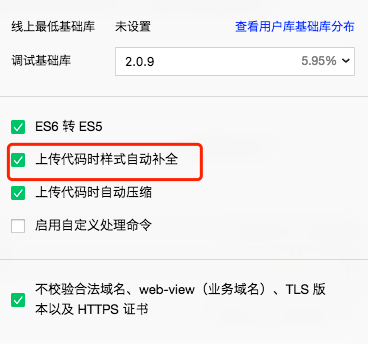 线上最低基础库 未设置 查看用户库基础库分布
调试基础库 2.0.9 5.95%
ES6 转 ES5
上传代码时样式自动补全
上传代码时自动压缩
启用自定义处理命令
不校验合法域名、web-view（业务域名）、TLS 版
本以及 HTTPS 证书